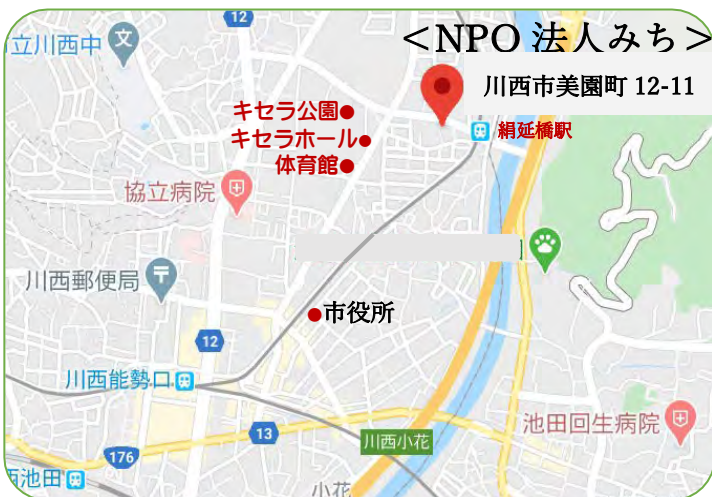 12
立川西中
文
＜NPO 法人みち＞
川西市美園町 12-11
キセラ公園●
絹延橋駅
キセラホール●
体育館●
協立病院
川西郵便局
●市役所
12
川西能勢口
池田回生病院
13
川西小花
176
西池田
小花